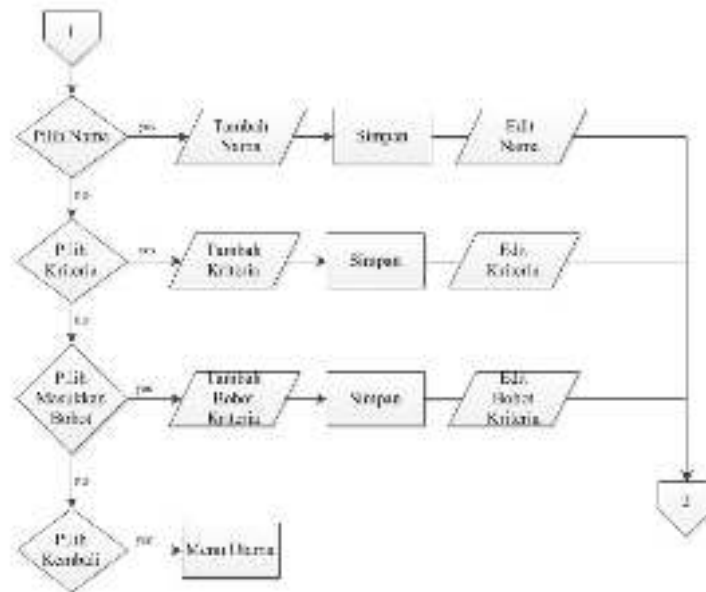 1
Pilih Nama
yes
Tambah
Nama
Simpan
Edit
Nama
no
Pilih
Kriteria
yes
Tambah
Kriteria
Simpan
Edit
Kriteria
no
Pilih
Masukkan
Bobot
yes
Tambah
Bobot
Kriteria
Simpan
Edit
Bobot
Kriteria
no
2
Pilih
Kembali
yes
Menu Utama